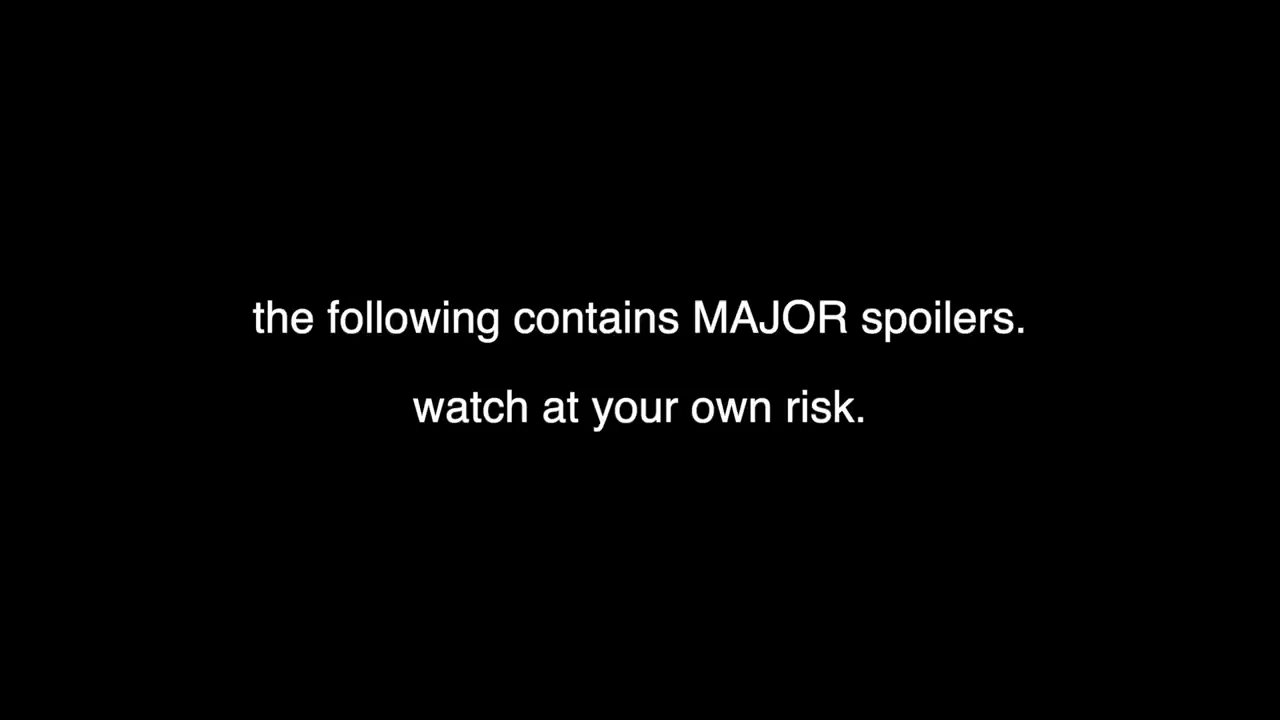 the following contains MAJOR spoilers.
watch at your own risk.